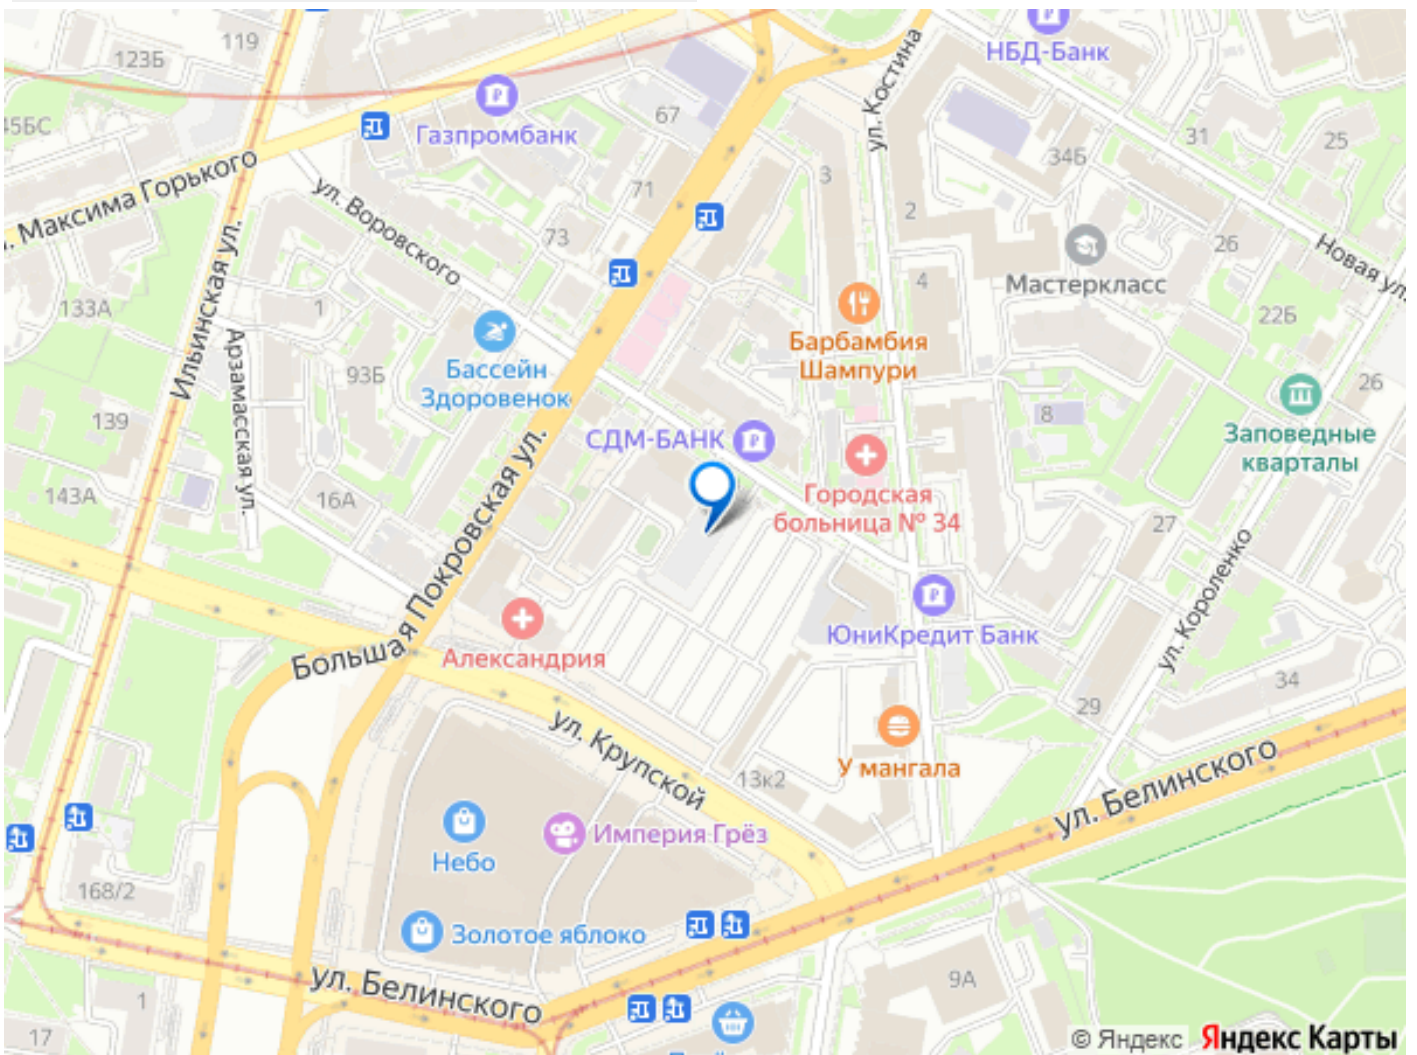 119
123Б
45БС
НБД-Банк
ул. Костина
Газпромбанк
67
31
25
34Б
3
71
2
26
Максима Горького
ул. Воровского
73
Мастеркласс
Новая ул.
4
133А
1
Ильинская ул.
Арзамасская ул.
Барбамбия
Шампури
22Б
Бассейн
Здоровенок
93Б
26
139
8
СДМ-БАНК
Заповедные
кварталы
143А
16А
Городская
больница № 34
27
Большая Покровская ул.
ул. Короленко
ЮниКредит Банк
Александрия
34
29
ул. Крупской
У мангала
13к2
ул. Белинского
Империя Грёз
Небо
168/2
Золотое яблоко
ул. Белинского
9А
1
17
© Яндекс Яндекс Карты